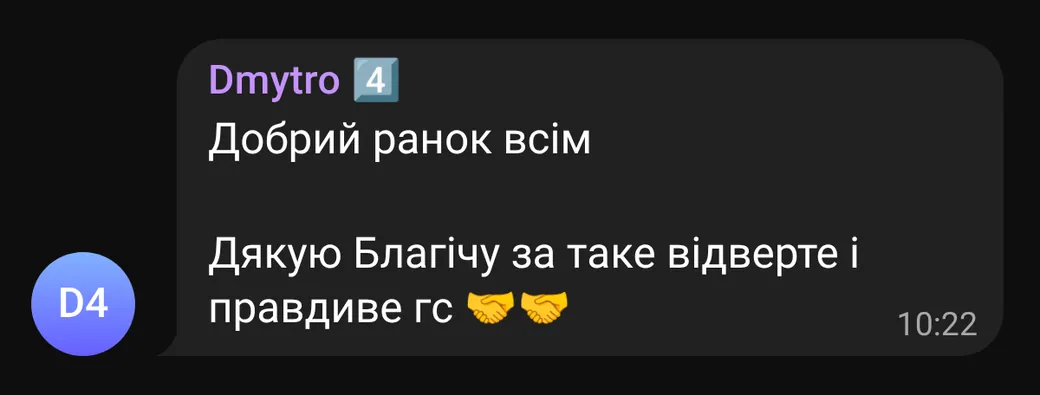 Dmytro 4️⃣
Добрий ранок всім
Дякую Благічу за таке відверте і
правдиве гс 🤝🤝
D4
10:22